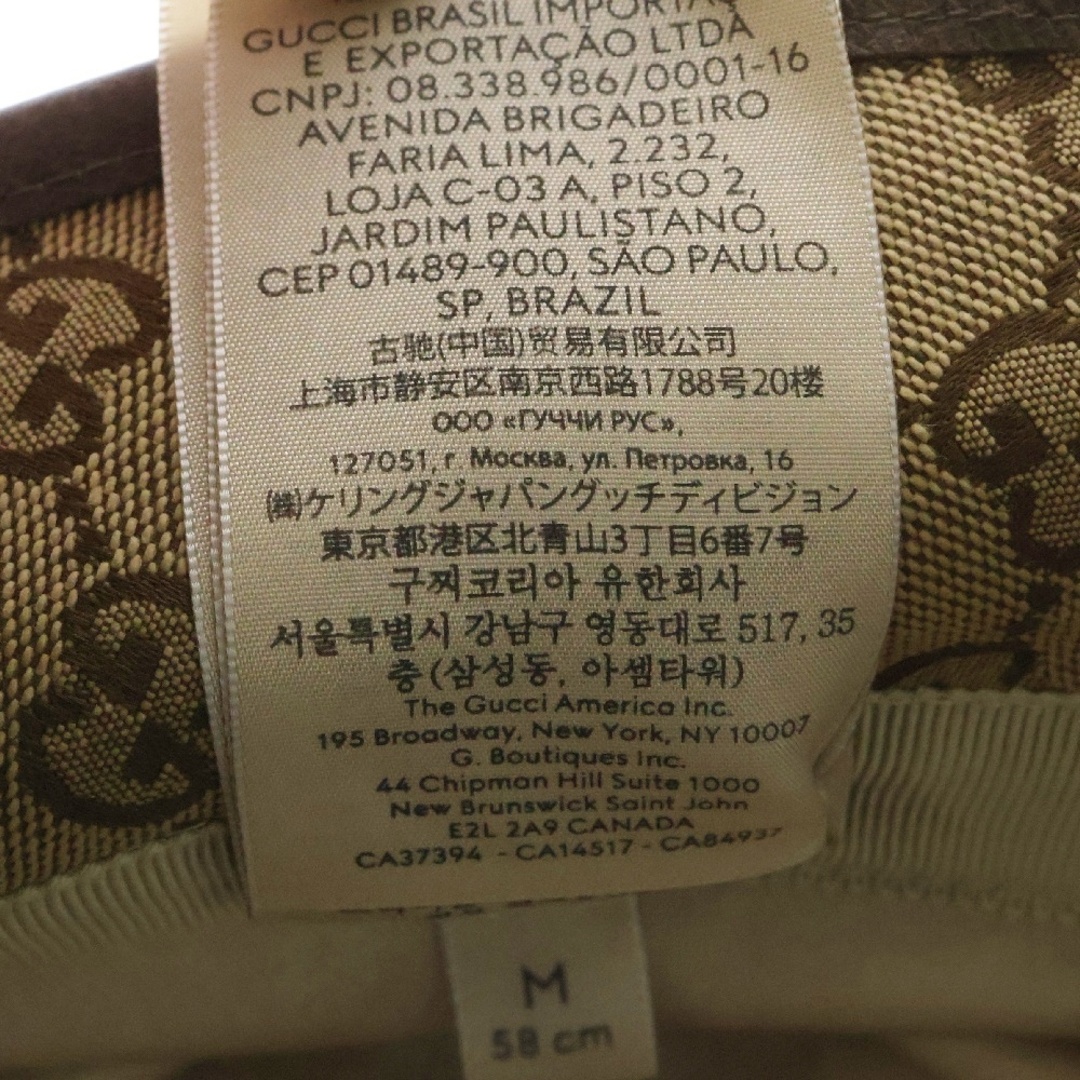 GUCCI BRASIL IMPORTAÇ
E EXPORTAÇÃO LTDA
CNPJ: 08.338.986/0001-16
AVENIDA BRIGADEIRO
FARIA LIMA, 2.232,
LOJA C-03 A, PISO 2,
JARDIM PAULISTANO,
CEP 01489-900, SÃO PAULO,
SP, BRAZIL
古驰(中国)贸易有限公司
上海市静安区南京西路1788号20楼
ООО «ГУЧЧИ РУС»,
127051, г. Москва, ул. Петровка, 16
㈱ケリングジャパングッチディビジョン
東京都港区北青山3丁目6番7号
구찌코리아 유한회사
서울특별시 강남구 영동대로 517, 35
층(삼성동, 아셈타워)
The Gucci America Inc.
195 Broadway, New York, NY 10007
G. Boutiques Inc.
44 Chipman Hill Suite 1000
New Brunswick Saint John
E2L 2A9 CANADA
CA37394 - CA14517 - CA84937
M
58 cm